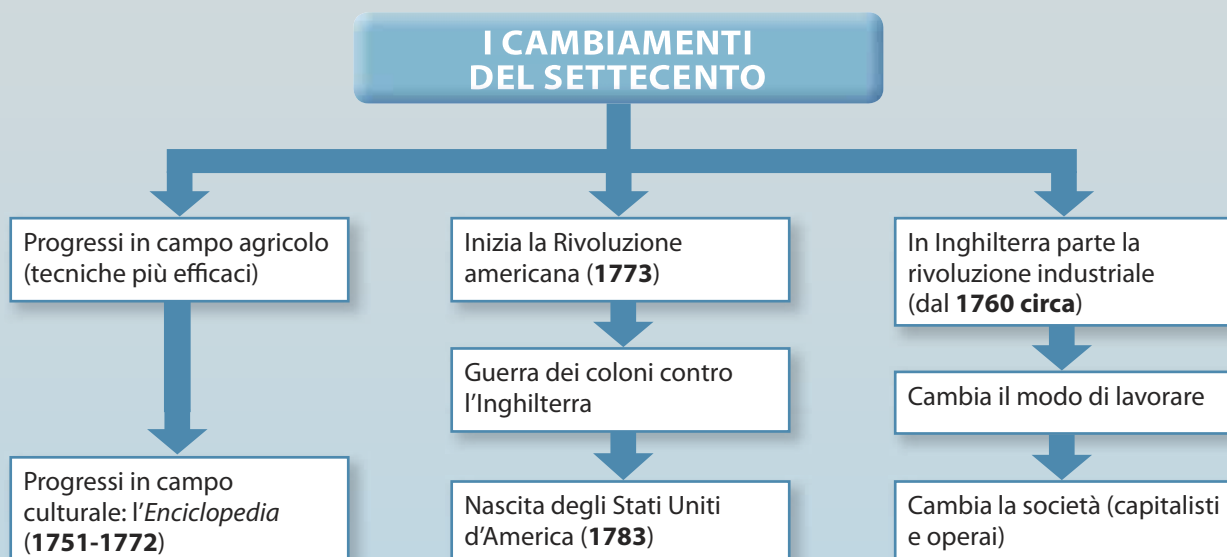 I CAMBIAMENTI
DEL SETTECENTO
Progressi in campo agricolo
(tecniche più efficaci)
Progressi in campo
culturale: l'Enciclopedia
(1751-1772)
Inizia la Rivoluzione
americana (1773)
Guerra dei coloni contro
l'Inghilterra
Nascita degli Stati Uniti
d'America (1783)
In Inghilterra parte la
rivoluzione industriale
(dal 1760 circa)
Cambia il modo di lavorare
Cambia la società (capitalisti
e operai)